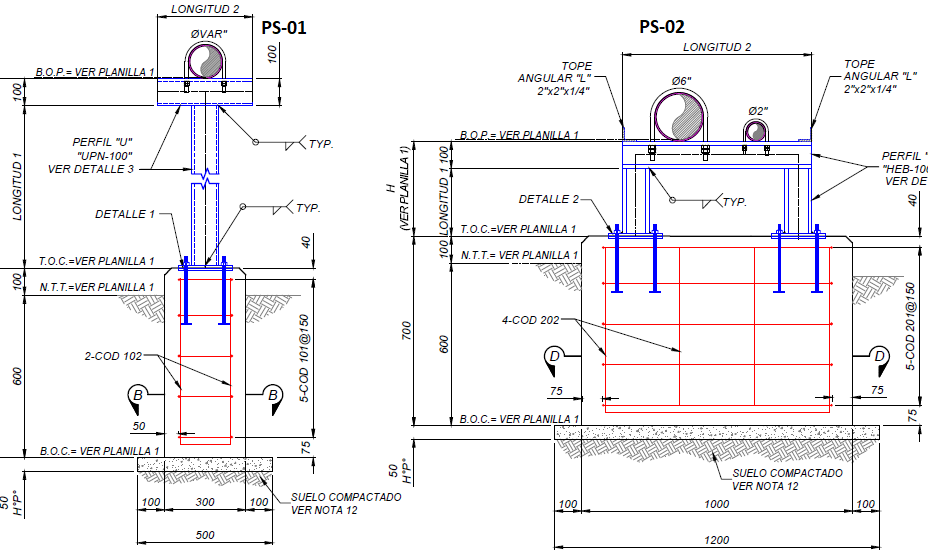 LONGITUD 2
PS-01
ØVAR"
100
B.O.P.= VER PLANILLA 1
100
PERFIL "U"
"UPN-100"
VER DETALLE 3
TYP.
LONGITUD 1
DETALLE 1
TYP.
40
T.O.C.=VER PLANILLA 1
100
N.T.T.=VER PLANILLA 1
2-COD 102
5-COD 101@150
600
B
B
50
75
B.O.C.= VER PLANILLA 1
50
H°P°
SUELO COMPACTADO
VER NOTA 12
100
300
100
500
PS-02
LONGITUD 2
TOPE
ANGULAR "L"
2"x2"x1/4"
TOPE
ANGULAR "L"
2"x2"x1/4"
Ø6"
Ø2"
B.O.P.= VER PLANILLA 1
H
(VER PLANILLA 1)
100
LONGITUD 1
PERFIL "
"HEB-100
VER DE
DETALLE 2
TYP.
40
T.O.C.=VER PLANILLA 1
100
N.T.T.= VER PLANILLA 1
4-COD 202
5-COD 201@150
700
600
D
D
75
75
75
B.O.C.= VER PLANILLA 1
50
H°P°
SUELO COMPACTADO
VER NOTA 12
100
1000
100
1200